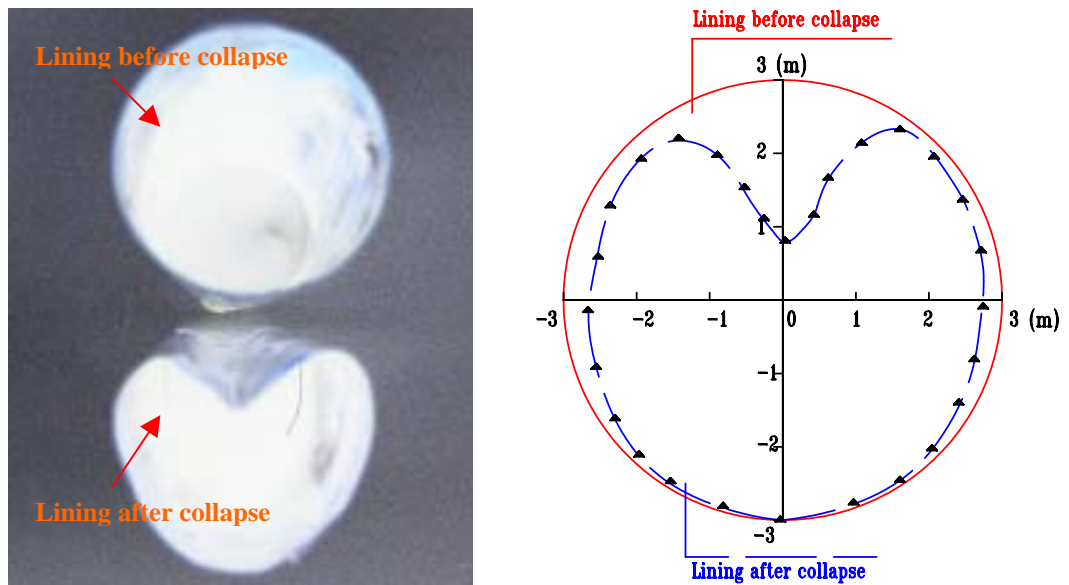 Lining before collapse
Lining after collapse
Lining before collapse
3 (m)
2
1
-3
-2
-1
0
1
2
3 (m)
-1
-2
-3
Lining after collapse